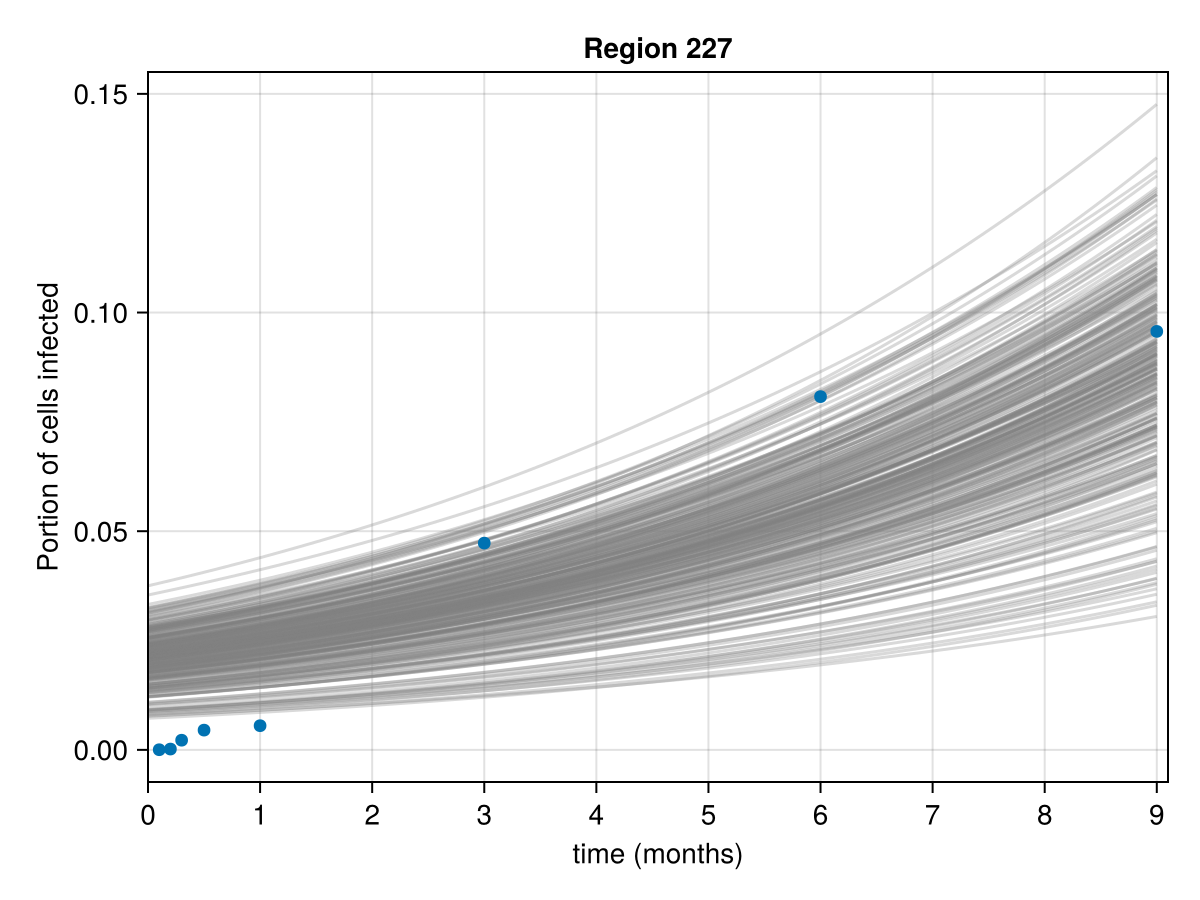 Region 227
Portion of cells infected
0.15
0.10
0.05
0.00
0 1 2 3 4 5 6 7 8 9
time (months)